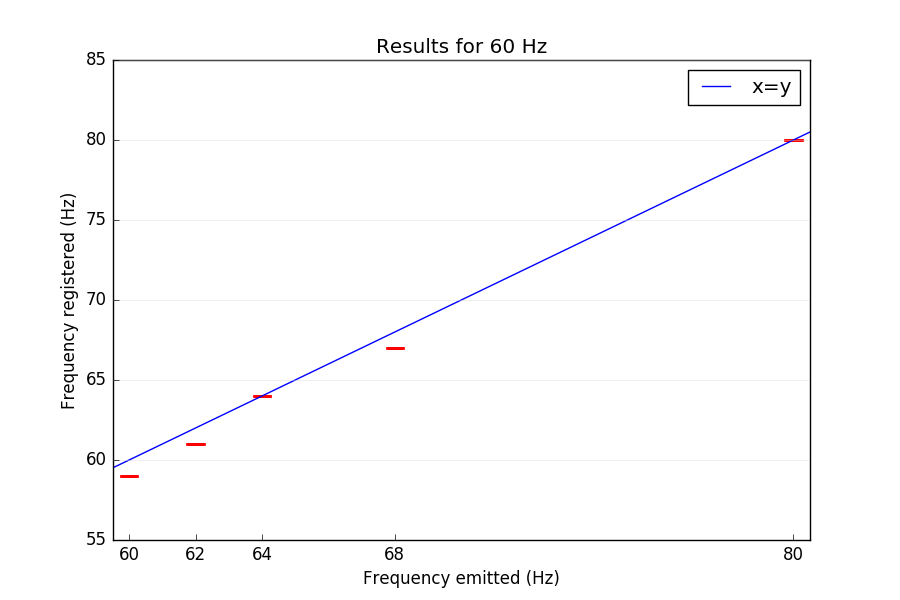 Results for 60 Hz
x=y
85
80
75
70
65
60
55
Frequency registered (Hz)
60 62 64 68 80
Frequency emitted (Hz)